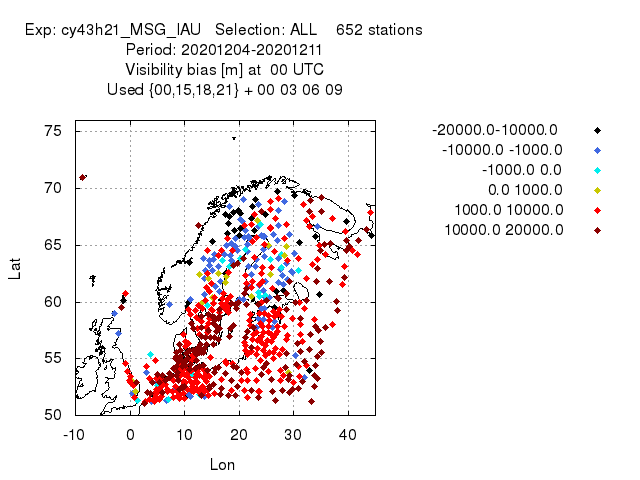 Exp: cy43h21_MSG_IAU   Selection: ALL    652 stations
Period: 20201204-20201211
Visibility bias [m] at  00 UTC
Used {00,15,18,21} + 00 03 06 09
-20000.0-10000.0
-10000.0 -1000.0
-1000.0 0.0
0.0 1000.0
1000.0 10000.0
10000.0 20000.0
75
70
65
60
55
50
Lat
-10 0 10 20 30 40
Lon